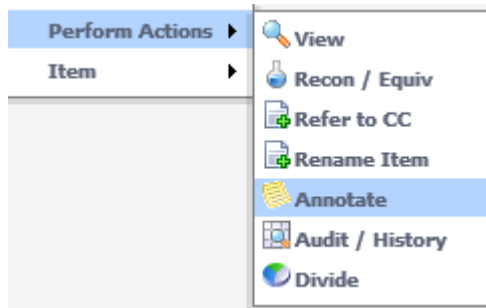 Perform Actions
Item
View
Recon / Equiv
Refer to CC
Rename Item
Annotate
Audit / History
Divide